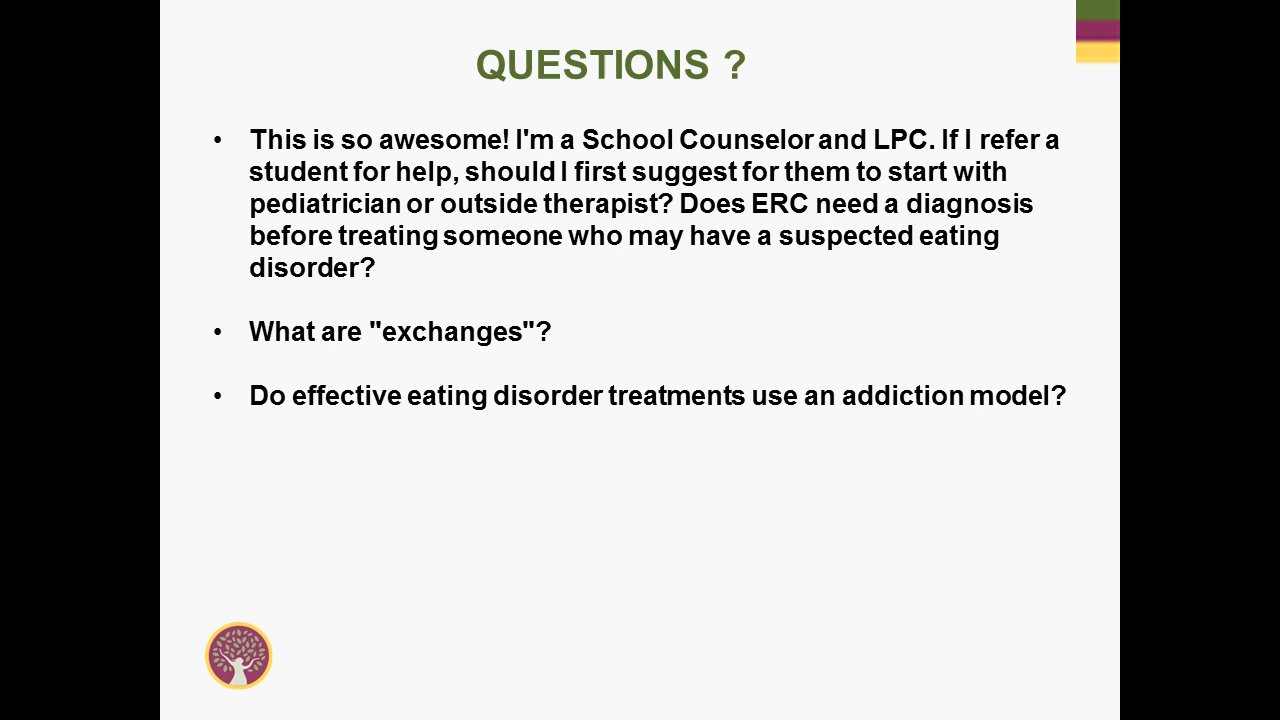 QUESTIONS ?
• This is so awesome! I'm a School Counselor and LPC. If I refer a
student for help, should I first suggest for them to start with
pediatrician or outside therapist? Does ERC need a diagnosis
before treating someone who may have a suspected eating
disorder?
• What are "exchanges"?
• Do effective eating disorder treatments use an addiction model?